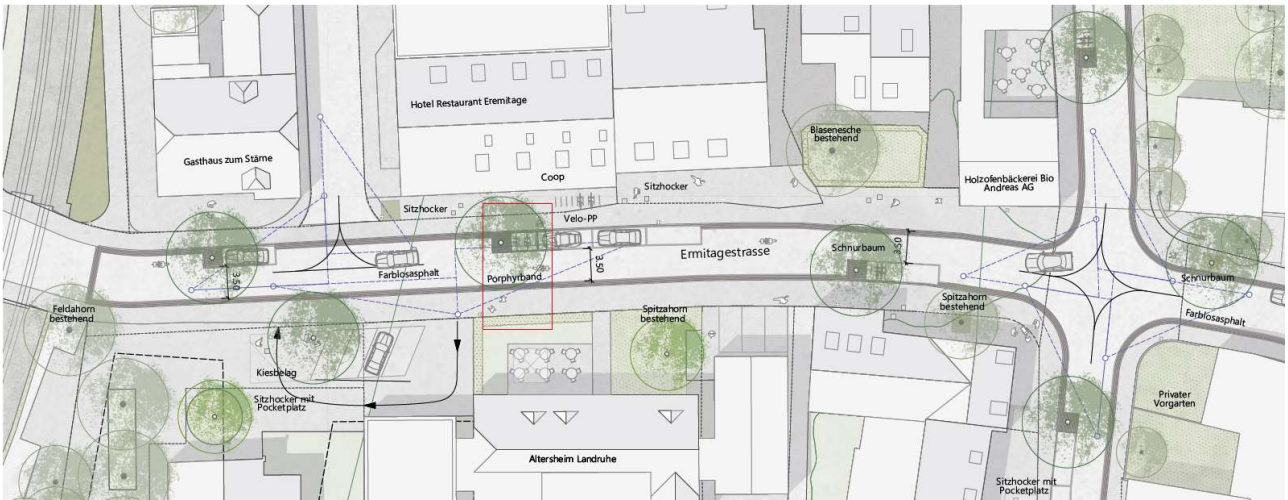 Gasthaus zum Stärne
Hotel Restaurant Eremitage
Coop
Sitzhocker
Velo-PP
Sitzhocker
Blasenesche
bestehend
Holzofenbäckerei Bio
Andreas AG
Farblosasphalt
Porphyrband
3.50
3.50
Ermitagestrasse
Schnurbaum
3.50
Schnurbaum
Farblosasphalt
Feldahorn
bestehend
Spitzahorn
bestehend
Spitzahorn
bestehend
Kiesbelag
Sitzhocker mit
Pocketplatz
Altersheim Landruhe
Privater
Vorgarten
Sitzhocker mit
Pocketplatz